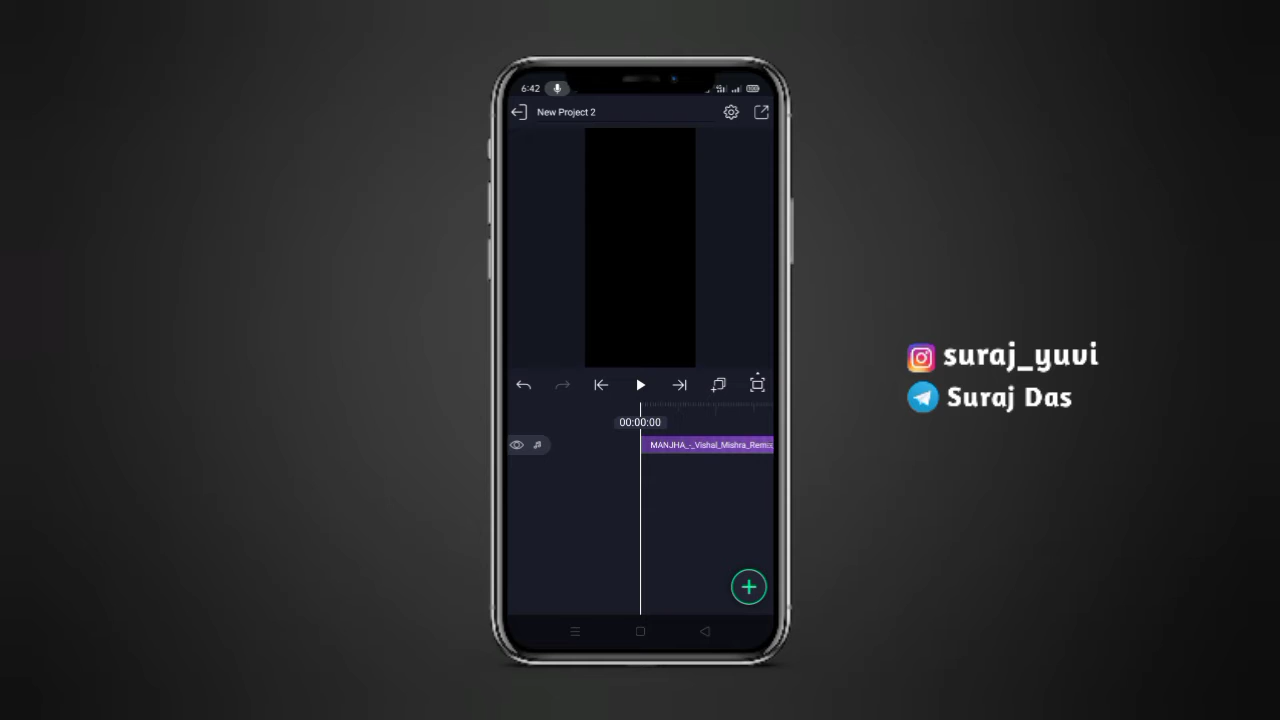 6:42
New Project 2
00:00:00
MANJHA_-_Vishal_Mishra_Remix
suraj_yuvi
Suraj Das